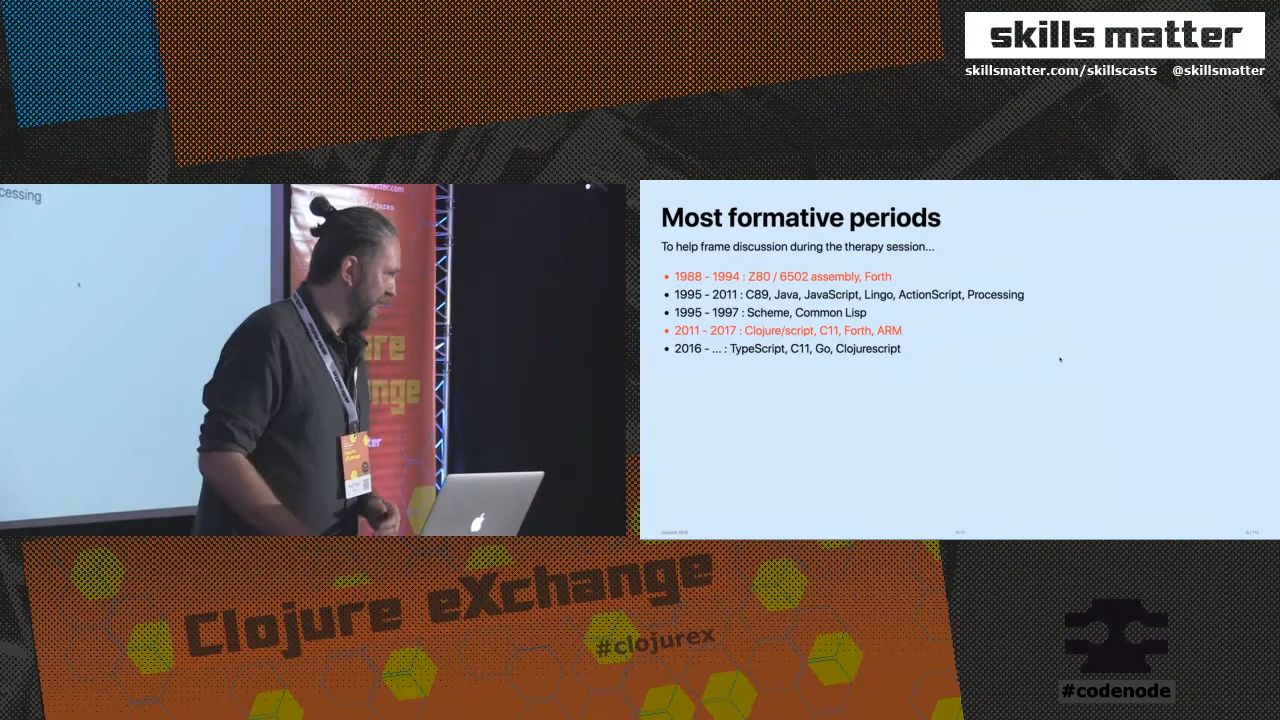 skills matter
skillsmatter.com/skillscasts @skillsmatter
cessing
Most formative periods
To help frame discussion during the therapy session...
• 1988 - 1994 : Z80 / 6502 assembly, Forth
• 1995 - 2011 : C89, Java, JavaScript, Lingo, ActionScript, Processing
• 1995 - 1997 : Scheme, Common Lisp
• 2011 - 2017 : Clojure/script, C11, Forth, ARM
• 2016 - ... : TypeScript, C11, Go, Clojurescript
Clojure eXchange
#clojurex
#codenode